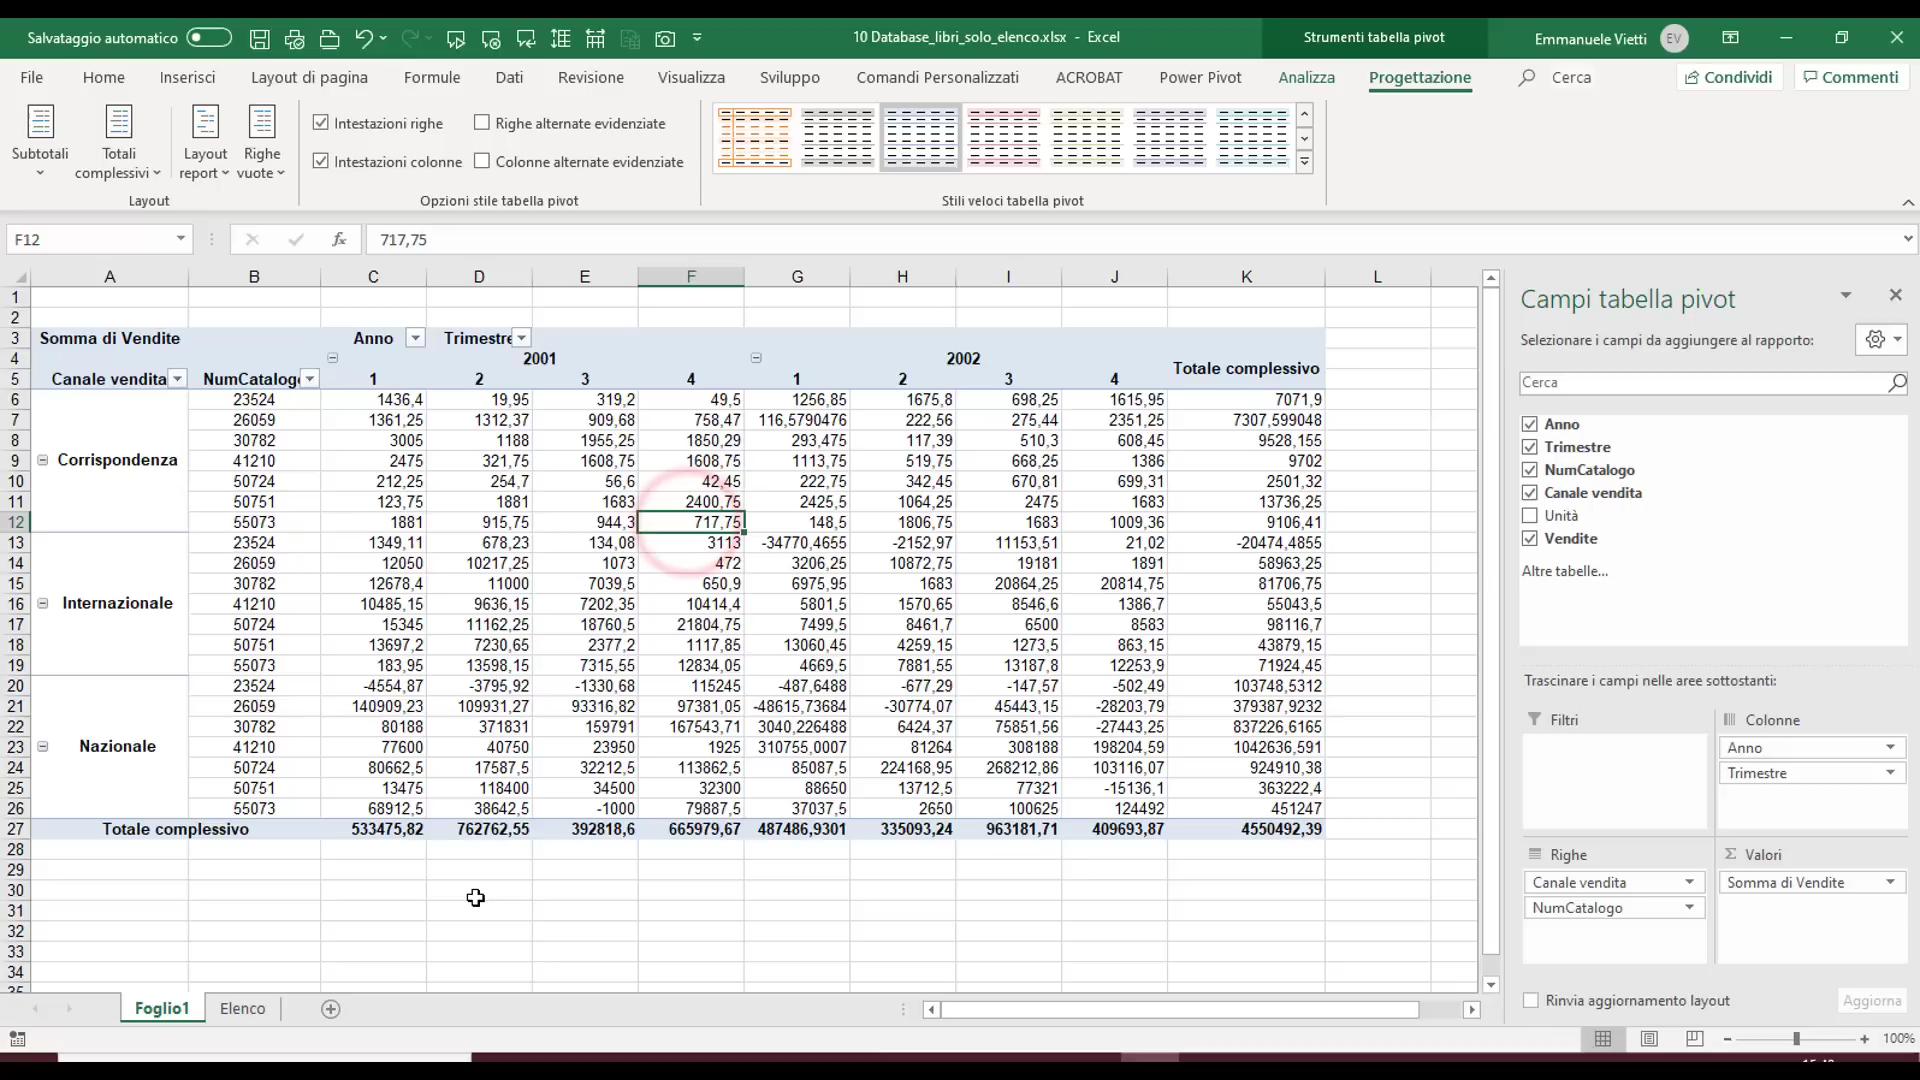 Salvataggio automatico
10 Database_libri_solo_elenco.xlsx - Excel
Strumenti tabella pivot
Emmanuele Vietti EV
File Home Inserisci Layout di pagina Formule Dati Revisione Visualizza Sviluppo Comandi Personalizzati ACROBAT Power Pivot Analizza Progettazione Cerca Condividi Commenti
Subtotali
Totali complessivi
Layout report
Righe vuote
Intestazioni righe Righe alternate evidenziate
Intestazioni colonne Colonne alternate evidenziate
Layout Opzioni stile tabella pivot Stili veloci tabella pivot
F12 fx 717,75
A B C D E F G H I J K L
1
2
3 Somma di Vendite Anno Trimestre
4 2001 2002 Totale complessivo
5 Canale vendita NumCatalogo 1 2 3 4 1 2 3 4
6 23524 1436,4 19,95 319,2 49,5 1256,85 1675,8 698,25 1615,95 7071,9
7 26059 1361,25 1312,37 909,68 758,47 116,5790476 222,56 275,44 2351,25 7307,599048
8 30782 3005 1188 1955,25 1850,29 293,475 117,39 510,3 608,45 9528,155
9 Corrispondenza 41210 2475 321,75 1608,75 1608,75 1113,75 519,75 668,25 1386 9702
10 50724 212,25 254,7 56,6 42,45 222,75 342,45 670,81 699,31 2501,32
11 50751 123,75 1881 1683 2400,75 2425,5 1064,25 2475 1683 13736,25
12 55073 1881 915,75 944,3 717,75 148,5 1806,75 1683 1009,36 9106,41
13 23524 1349,11 678,23 134,08 3113 -34770,4655 -2152,97 11153,51 21,02 -20474,4855
14 26059 12050 10217,25 1073 472 3206,25 10872,75 19181 1891 58963,25
15 30782 12678,4 11000 7039,5 650,9 6975,95 1683 20864,25 20814,75 81706,75
16 Internazionale 41210 10485,15 9636,15 7202,35 10414,4 5801,5 1570,65 8546,6 1386,7 55043,5
17 50724 15345 11162,25 18760,5 21804,75 7499,5 8461,7 6500 8583 98116,7
18 50751 13697,2 7230,65 2377,2 1117,85 13060,45 4259,15 1273,5 863,15 43879,15
19 55073 183,95 13598,15 7315,55 12834,05 4669,5 7881,55 13187,8 12253,9 71924,45
20 23524 -4554,87 -3795,92 -1330,68 115245 -487,6488 -677,29 -147,57 -502,49 103748,5312
21 26059 140909,23 109931,27 93316,82 97381,05 -48615,73684 -30774,07 45443,15 -28203,79 379387,9232
22 30782 80188 371831 159791 167543,71 3040,226488 6424,37 75851,56 -27443,25 837226,6165
23 Nazionale 41210 77600 40750 23950 1925 310755,0007 81264 308188 198204,59 1042636,591
24 50724 80662,5 17587,5 32212,5 113862,5 85087,5 224168,95 268212,86 103116,07 924910,38
25 50751 13475 118400 34500 32300 88650 13712,5 77321 -15136,1 363222,4
26 55073 68912,5 38642,5 -1000 79887,5 37037,5 2650 100625 124492 451247
27 Totale complessivo 533475,82 762762,55 392818,6 665979,67 487486,9301 335093,24 963181,71 409693,87 4550492,39
28
29
30
31
32
33
34
35
Campi tabella pivot
Selezionare i campi da aggiungere al rapporto:
Cerca
Anno
Trimestre
NumCatalogo
Canale vendita
Unità
Vendite
Altre tabelle...
Trascinare i campi nelle aree sottostanti:
Filtri Colonne
Anno
Trimestre
Righe Σ Valori
Canale vendita Somma di Vendite
NumCatalogo
Rinvia aggiornamento layout Aggiorna
Foglio1 Elenco
100%